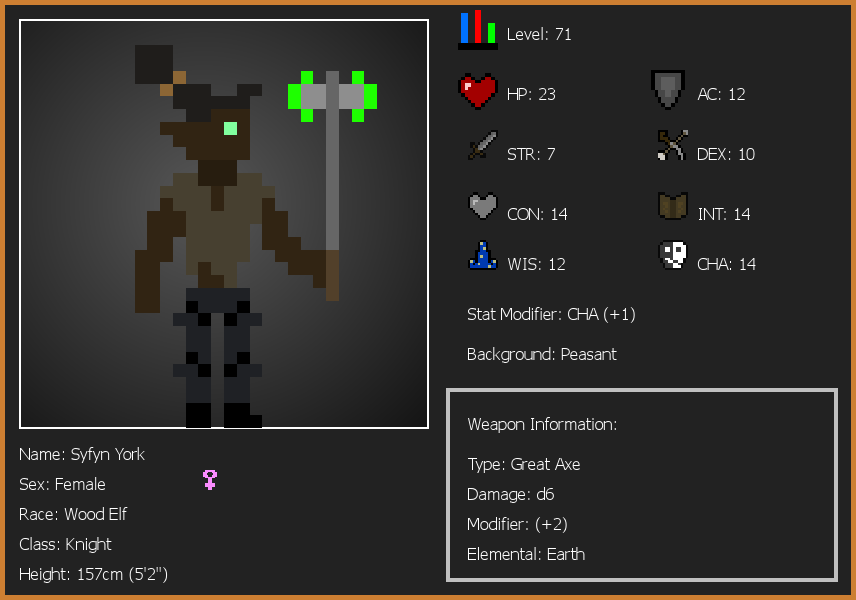 Level: 71
HP: 23
AC: 12
STR: 7
DEX: 10
CON: 14
INT: 14
WIS: 12
CHA: 14
Stat Modifier: CHA (+1)
Background: Peasant
Weapon Information:
Type: Great Axe
Damage: d6
Modifier: (+2)
Elemental: Earth
Name: Syfyn York
Sex: Female
Race: Wood Elf
Class: Knight
Height: 157cm (5'2")